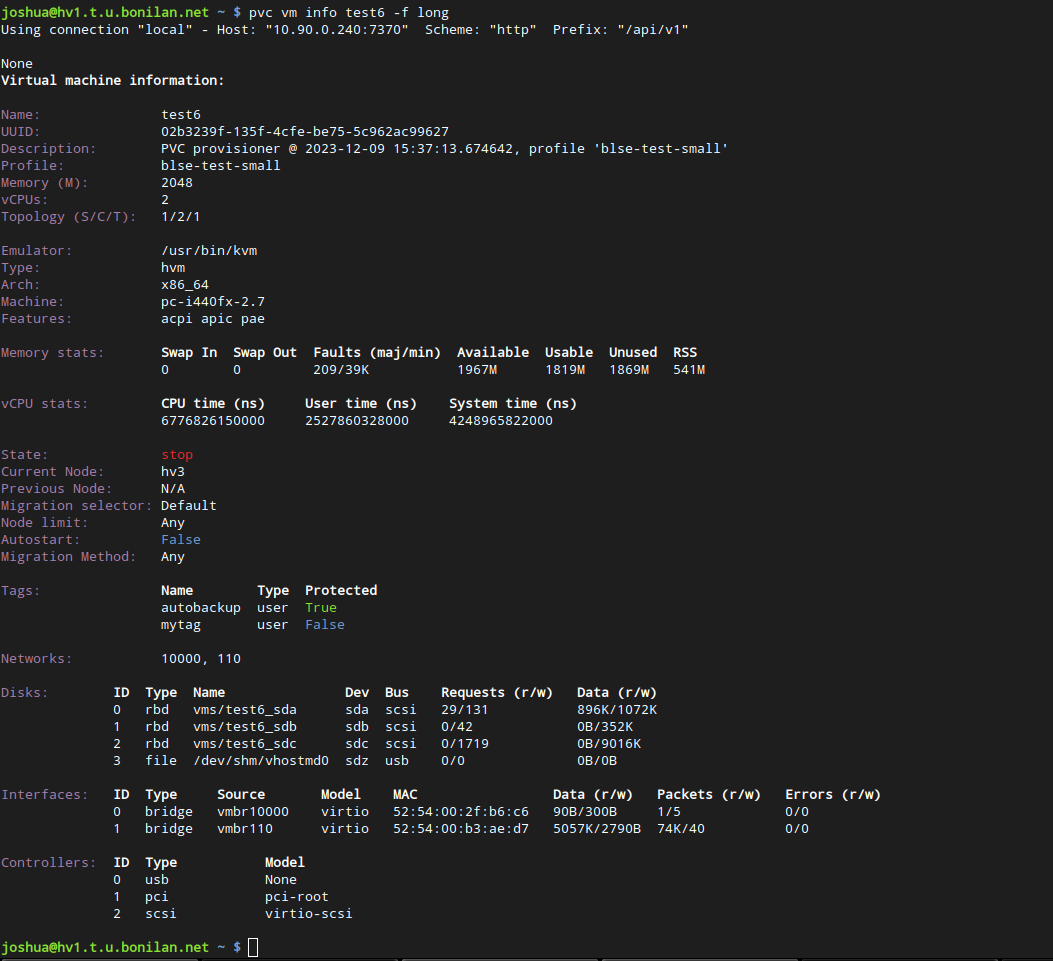 joshua@hv1.t.u.bonilan.net ~ $ pvc vm info test6 -f long
Using connection "local" - Host: "10.90.0.240:7370"  Scheme: "http"  Prefix: "/api/v1"
None
Virtual machine information:
Name:               test6
UUID:               02b3239f-135f-4cfe-be75-5c962ac99627
Description:        PVC provisioner @ 2023-12-09 15:37:13.674642, profile 'blse-test-small'
Profile:            blse-test-small
Memory (M):         2048
vCPUs:              2
Topology (S/C/T):   1/2/1
Emulator:           /usr/bin/kvm
Type:               hvm
Arch:               x86_64
Machine:            pc-i440fx-2.7
Features:           acpi apic pae
Memory stats:       Swap In  Swap Out  Faults (maj/min)  Available  Usable  Unused  RSS
                    0        0         209/39K           1967M      1819M   1869M   541M
vCPU stats:         CPU time (ns)     User time (ns)    System time (ns)
                    6776826150000     2527860328000     4248965822000
State:              stop
Current Node:       hv3
Previous Node:      N/A
Migration selector: Default
Node limit:         Any
Autostart:          False
Migration Method:   Any
Tags:               Name        Type  Protected
                    autobackup  user  True
                    mytag       user  False
Networks:           10000, 110
Disks:        ID  Type  Name               Dev  Bus    Requests (r/w)   Data (r/w)
              0   rbd   vms/test6_sda      sda  scsi   29/131           896K/1072K
              1   rbd   vms/test6_sdb      sdb  scsi   0/42             0B/352K
              2   rbd   vms/test6_sdc      sdc  scsi   0/1719           0B/9016K
              3   file  /dev/shm/vhostmd0  sdz  usb    0/0              0B/0B
Interfaces:   ID  Type     Source       Model    MAC                 Data (r/w)   Packets (r/w)   Errors (r/w)
              0   bridge   vmbr10000    virtio   52:54:00:2f:b6:c6   90B/300B     1/5             0/0
              1   bridge   vmbr110      virtio   52:54:00:b3:ae:d7   5057K/2790B  74K/40          0/0
Controllers:  ID  Type           Model
              0   usb            None
              1   pci            pci-root
              2   scsi           virtio-scsi
joshua@hv1.t.u.bonilan.net ~ $